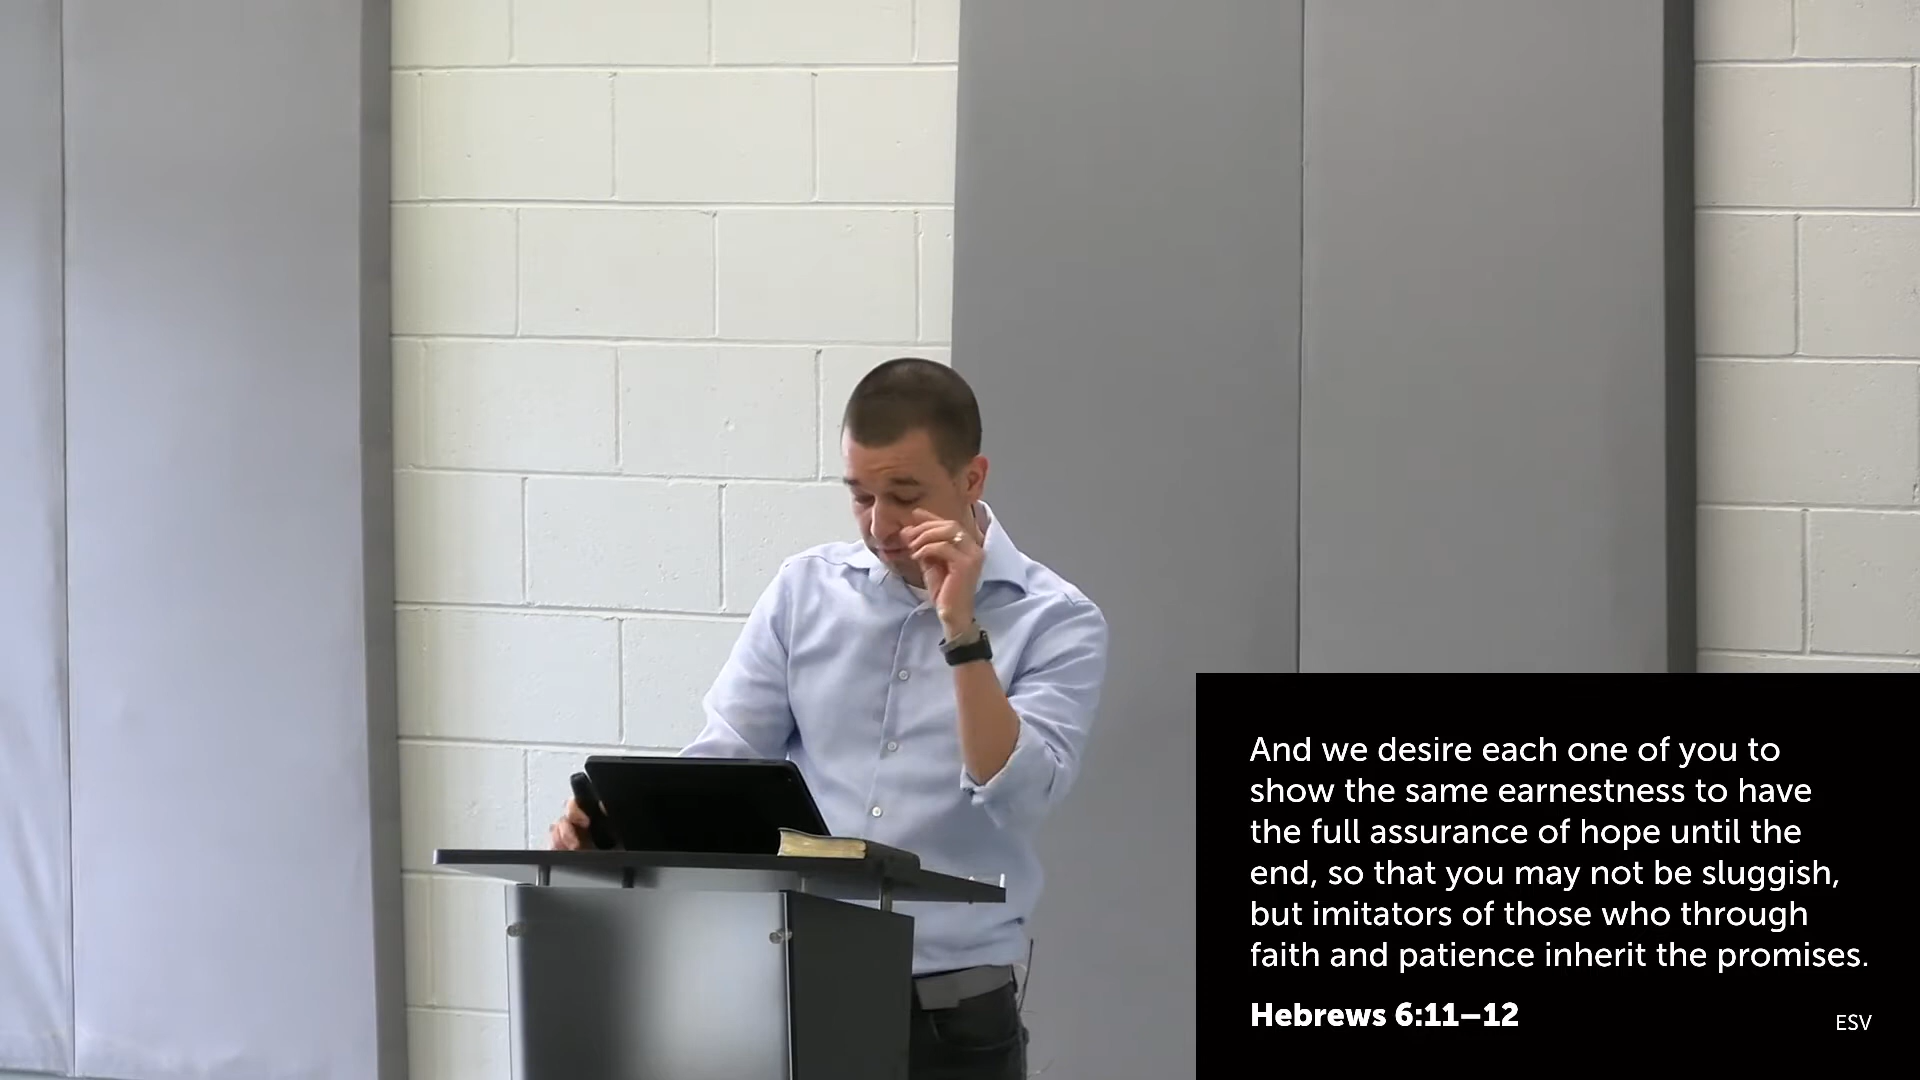 And we desire each one of you to
show the same earnestness to have
the full assurance of hope until the
end, so that you may not be sluggish,
but imitators of those who through
faith and patience inherit the promises.
Hebrews 6:11–12
ESV